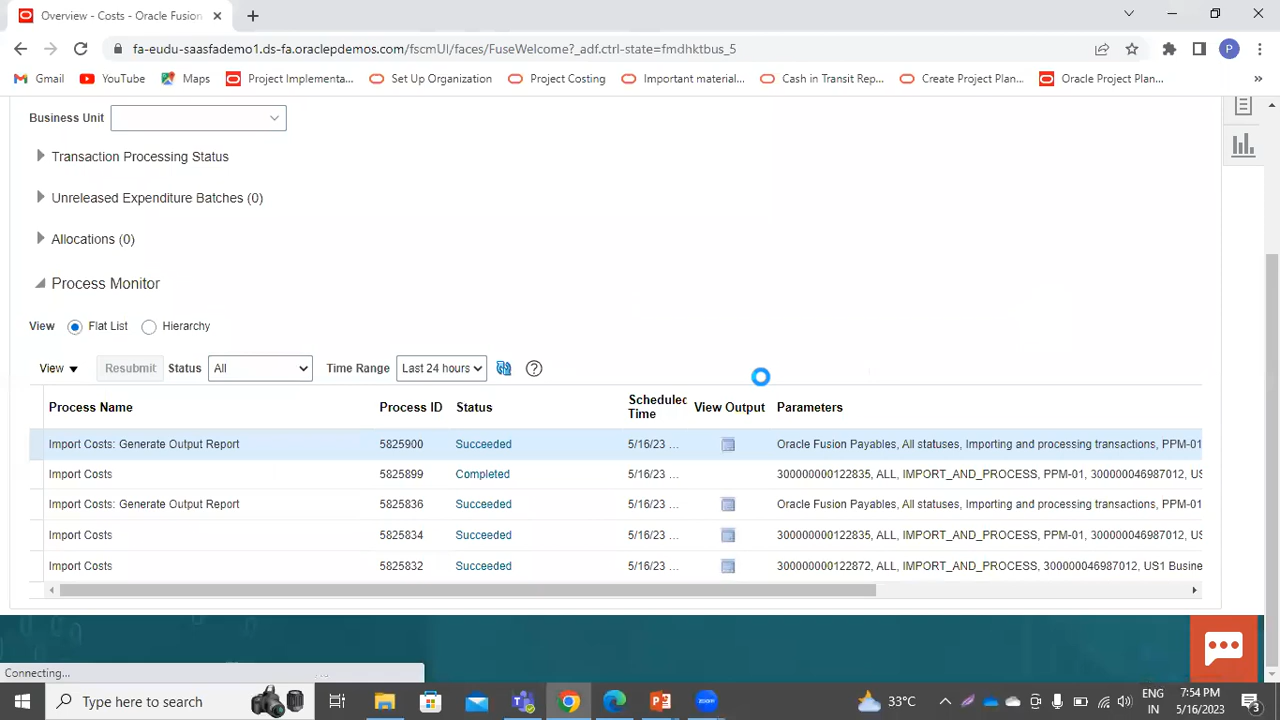 Overview - Costs - Oracle Fusion
fa-eudu-saasfademo1.ds-fa.oraclepdemos.com/fscmUI/faces/FuseWelcome?_adf.ctrl-state=fmdhktbus_5
P
Gmail YouTube Maps Project Implementa... Set Up Organization Project Costing Important material... Cash in Transit Rep... Create Project Plan... Oracle Project Plan... »
Business Unit
Transaction Processing Status
Unreleased Expenditure Batches (0)
Allocations (0)
Process Monitor
View Flat List Hierarchy
View Resubmit Status All Time Range Last 24 hours ?
Process Name Process ID Status Scheduled Time View Output Parameters
Import Costs: Generate Output Report 5825900 Succeeded 5/16/23 ... Oracle Fusion Payables, All statuses, Importing and processing transactions, PPM-01
Import Costs 5825899 Completed 5/16/23 ... 300000000122835, ALL, IMPORT_AND_PROCESS, PPM-01, 300000046987012, US
Import Costs: Generate Output Report 5825836 Succeeded 5/16/23 ... Oracle Fusion Payables, All statuses, Importing and processing transactions, PPM-01
Import Costs 5825834 Succeeded 5/16/23 ... 300000000122835, ALL, IMPORT_AND_PROCESS, PPM-01, 300000046987012, US
Import Costs 5825832 Succeeded 5/16/23 ... 300000000122872, ALL, IMPORT_AND_PROCESS, 300000046987012, US1 Busine
Connecting...
Type here to search
33°C
ENG
IN
7:54 PM
5/16/2023
3